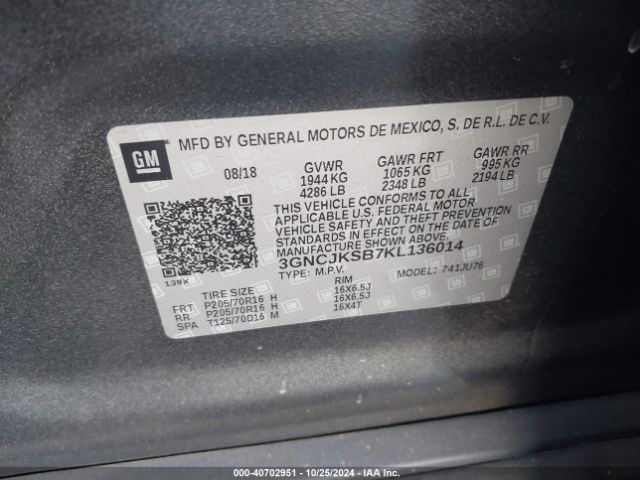 GM
MFD BY GENERAL MOTORS DE MEXICO, S. DE R.L. DE C.V.
08/18 GVWR GAWR FRT GAWR RR
1944 KG 1065 KG 995 KG
4286 LB 2348 LB 2194 LB
THIS VEHICLE CONFORMS TO ALL
APPLICABLE U.S. FEDERAL MOTOR
VEHICLE SAFETY AND THEFT PREVENTION
STANDARDS IN EFFECT ON THE DATE OF
MANUFACTURE SHOWN ABOVE.
3GNCJKSB7KL136014
139X TYPE: M.P.V. MODEL: 741JU76
TIRE SIZE RIM
FRT P205/70R16 H 16X6.5J
RR P205/70R16 H 16X6.5J
SPA T125/70D16 M 16X4T
000-40702951 - 10/25/2024 - IAA Inc.